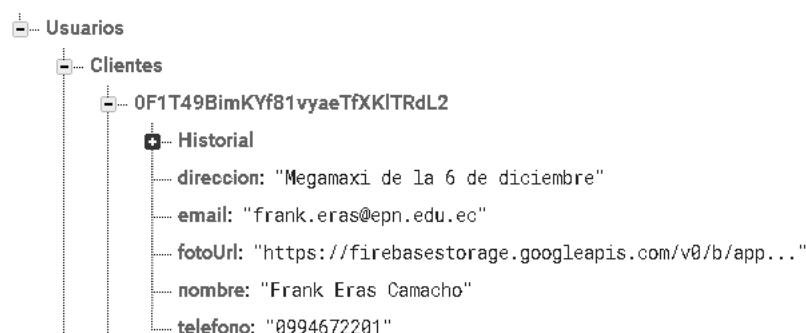 Usuarios
Clientes
0F1T49BimKYf81vyaeTfXKlTRdL2
Historial
direccion: "Megamaxi de la 6 de diciembre"
email: "frank.eras@epn.edu.ec"
fotoUrl: "https://firebasestorage.googleapis.com/v0/b/app..."
nombre: "Frank Eras Camacho"
telefono: "0994672201"